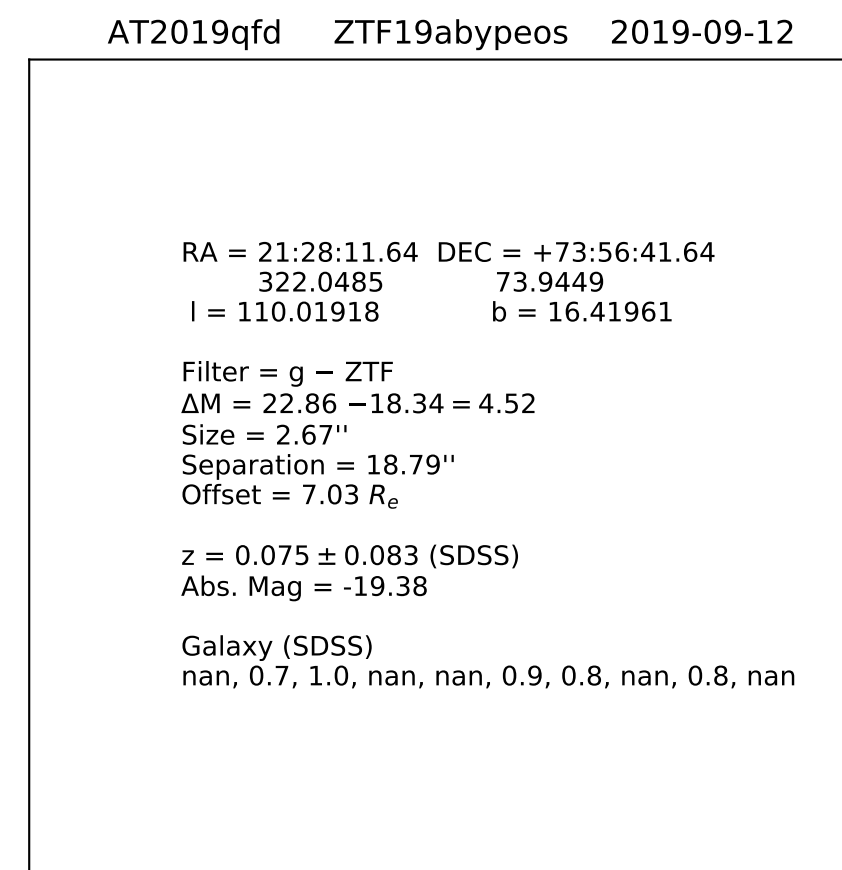 AT2019qfd ZTF19abypeos 2019-09-12
RA = 21:28:11.64 DEC = +73:56:41.64
322.0485 73.9449
l = 110.01918 b = 16.41961
Filter = g − ZTF
ΔM = 22.86 −18.34 = 4.52
Size = 2.67''
Separation = 18.79''
Offset = 7.03 Rₑ
z = 0.075 ± 0.083 (SDSS)
Abs. Mag = -19.38
Galaxy (SDSS)
nan, 0.7, 1.0, nan, nan, 0.9, 0.8, nan, 0.8, nan